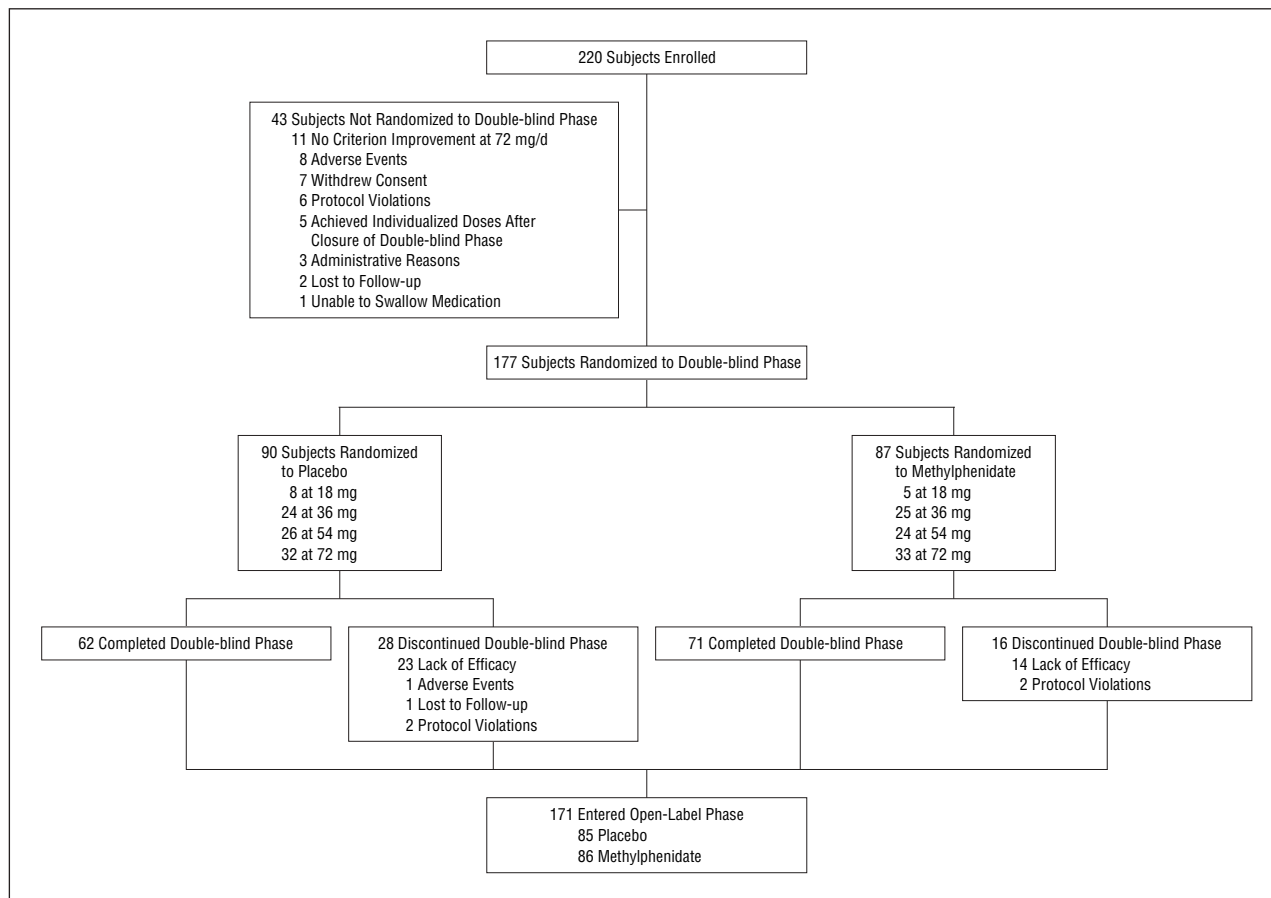 220 Subjects Enrolled
43 Subjects Not Randomized to Double-blind Phase
11 No Criterion Improvement at 72 mg/d
8 Adverse Events
7 Withdrew Consent
6 Protocol Violations
5 Achieved Individualized Doses After
Closure of Double-blind Phase
3 Administrative Reasons
2 Lost to Follow-up
1 Unable to Swallow Medication
177 Subjects Randomized to Double-blind Phase
90 Subjects Randomized
to Placebo
8 at 18 mg
24 at 36 mg
26 at 54 mg
32 at 72 mg
87 Subjects Randomized
to Methylphenidate
5 at 18 mg
25 at 36 mg
24 at 54 mg
33 at 72 mg
62 Completed Double-blind Phase
28 Discontinued Double-blind Phase
23 Lack of Efficacy
1 Adverse Events
1 Lost to Follow-up
2 Protocol Violations
71 Completed Double-blind Phase
16 Discontinued Double-blind Phase
14 Lack of Efficacy
2 Protocol Violations
171 Entered Open-Label Phase
85 Placebo
86 Methylphenidate